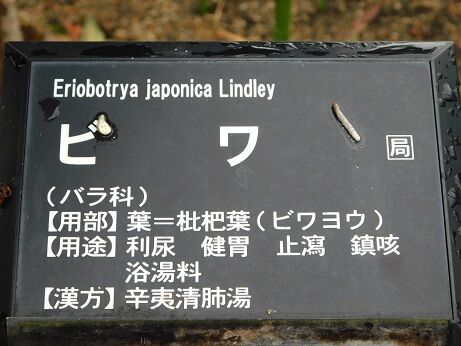 Eriobotrya japonica Lindley
ビワ 局
(バラ科)
【用部】葉=枇杷葉(ビワヨウ)
【用途】利尿 健胃 止瀉 鎮咳
浴湯料
【漢方】辛夷清肺湯